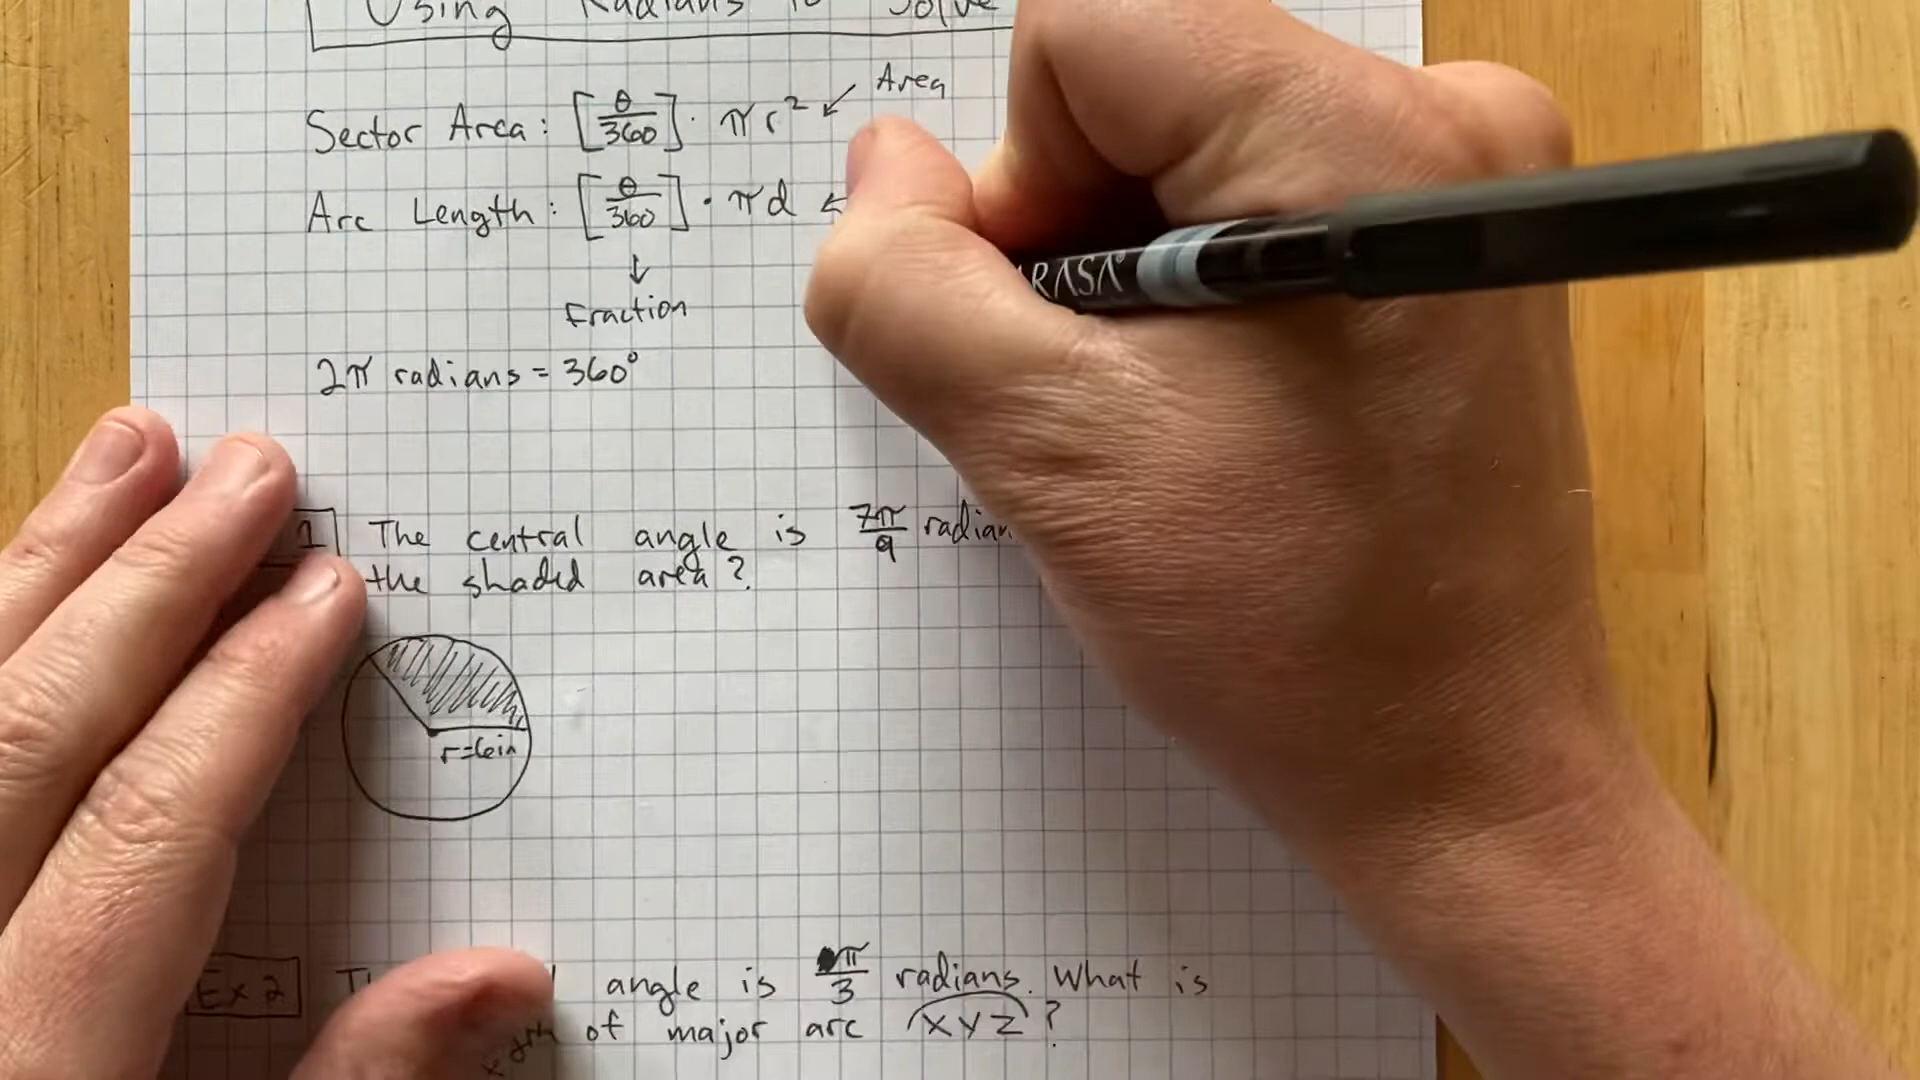 Using Radians to Solve
Sector Area: [θ/360] · πr² ↙ Area
Arc Length: [θ/360] · πd ←
↓
Fraction
2π radians = 360°
1 The central angle is 7π/9 radian
the shaded area?
r=6in
Ex 2 angle is π/3 radians. What is
of major arc XYZ?
RASA